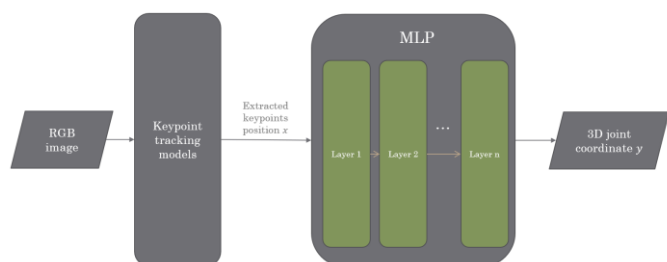 RGB
image
Keypoint
tracking
models
Extracted
keypoints
position x
MLP
Layer 1
Layer 2
...
Layer n
3D joint
coordinate y